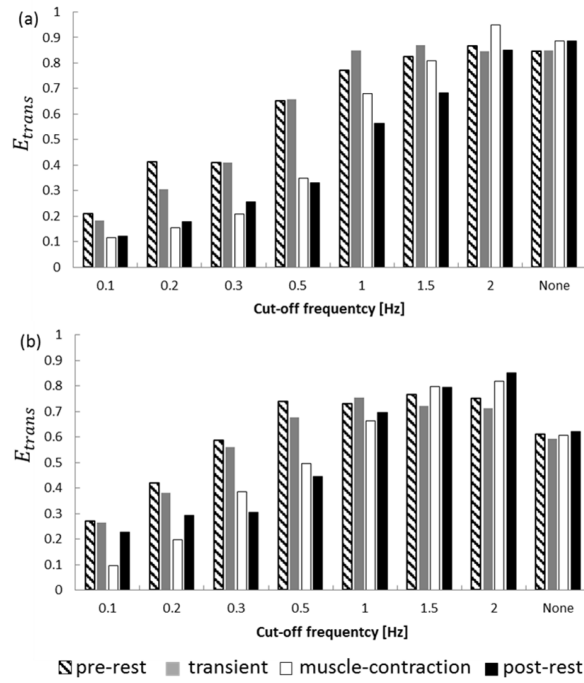 (a)
1
0.9
0.8
0.7
0.6
0.5
0.4
0.3
0.2
0.1
0
E_trans
0.1 0.2 0.3 0.5 1 1.5 2 None
Cut-off frequentcy [Hz]
(b)
1
0.9
0.8
0.7
0.6
0.5
0.4
0.3
0.2
0.1
0
E_trans
0.1 0.2 0.3 0.5 1 1.5 2 None
Cut-off frequentcy [Hz]
pre-rest transient muscle-contraction post-rest